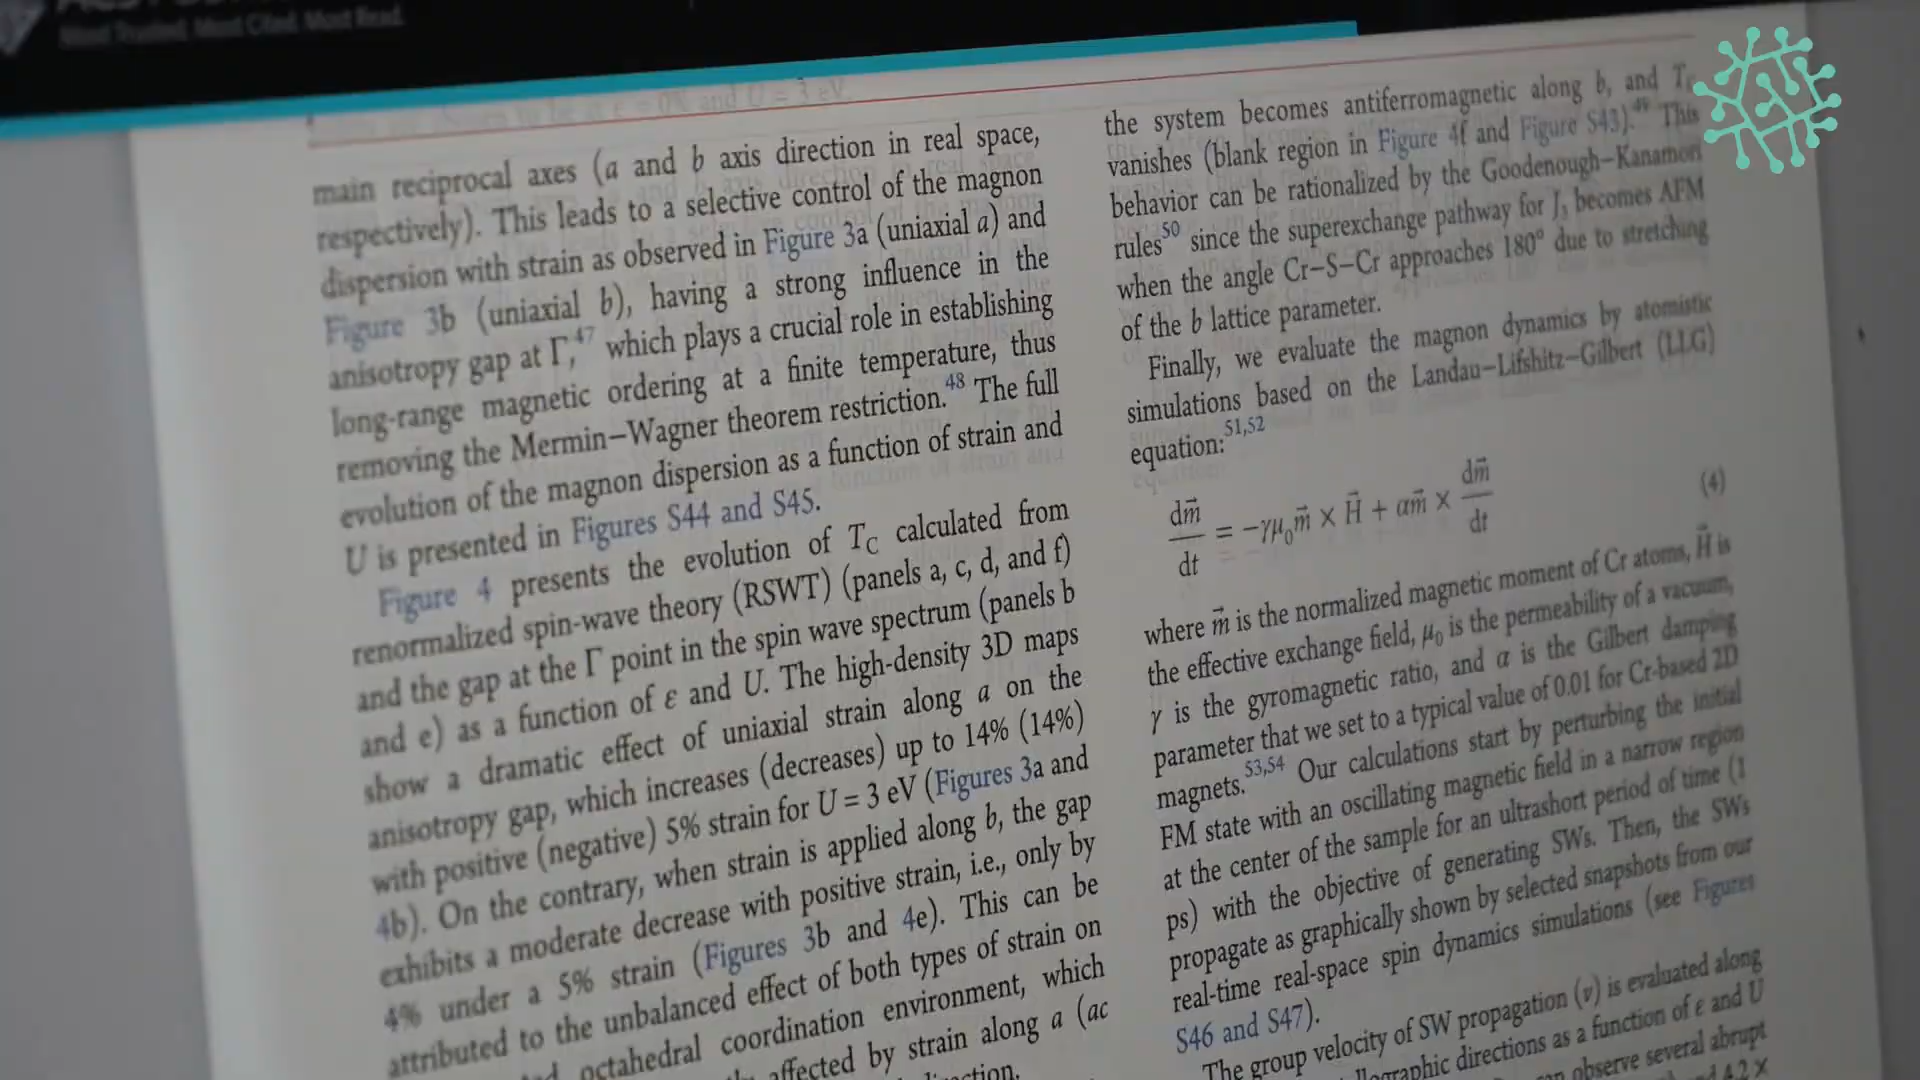 Most Trusted. Most Cited. Most Read.
main reciprocal axes (a and b axis direction in real space,
respectively). This leads to a selective control of the magnon
dispersion with strain as observed in Figure 3a (uniaxial a) and
Figure 3b (uniaxial b), having a strong influence in the
anisotropy gap at Γ,47 which plays a crucial role in establishing
long-range magnetic ordering at a finite temperature, thus
removing the Mermin–Wagner theorem restriction.48 The full
evolution of the magnon dispersion as a function of strain and
U is presented in Figures S44 and S45.
Figure 4 presents the evolution of TC calculated from
renormalized spin-wave theory (RSWT) (panels a, c, d, and f)
and the gap at the Γ point in the spin wave spectrum (panels b
and e) as a function of ε and U. The high-density 3D maps
show a dramatic effect of uniaxial strain along a on the
anisotropy gap, which increases (decreases) up to 14% (14%)
with positive (negative) 5% strain for U = 3 eV (Figures 3a and
4b). On the contrary, when strain is applied along b, the gap
exhibits a moderate decrease with positive strain, i.e., only by
4% under a 5% strain (Figures 3b and 4e). This can be
attributed to the unbalanced effect of both types of strain on
octahedral coordination environment, which
affected by strain along a (ac
the system becomes antiferromagnetic along b, and
vanishes (blank region in Figure 4f and Figure S43).49 This
behavior can be rationalized by the Goodenough–Kanamori
rules50 since the superexchange pathway for J3 becomes AFM
when the angle Cr–S–Cr approaches 180° due to stretching
of the b lattice parameter.
Finally, we evaluate the magnon dynamics by atomistic
simulations based on the Landau–Lifshitz–Gilbert (LLG)
equation:51,52
dm⃗/dt = −γμ0m⃗ × H⃗ + αm⃗ × dm⃗/dt (4)
where m⃗ is the normalized magnetic moment of Cr atoms, H⃗ is
the effective exchange field, μ0 is the permeability of a vacuum,
γ is the gyromagnetic ratio, and α is the Gilbert damping
parameter that we set to a typical value of 0.01 for Cr-based 2D
magnets.53,54 Our calculations start by perturbing the initial
FM state with an oscillating magnetic field in a narrow region
at the center of the sample for an ultrashort period of time (1
ps) with the objective of generating SWs. Then, the SWs
propagate as graphically shown by selected snapshots from our
real-time real-space spin dynamics simulations (see Figures
S46 and S47).
The group velocity of SW propagation (v) is evaluated along
directions as a function of ε and U
observe several abrupt